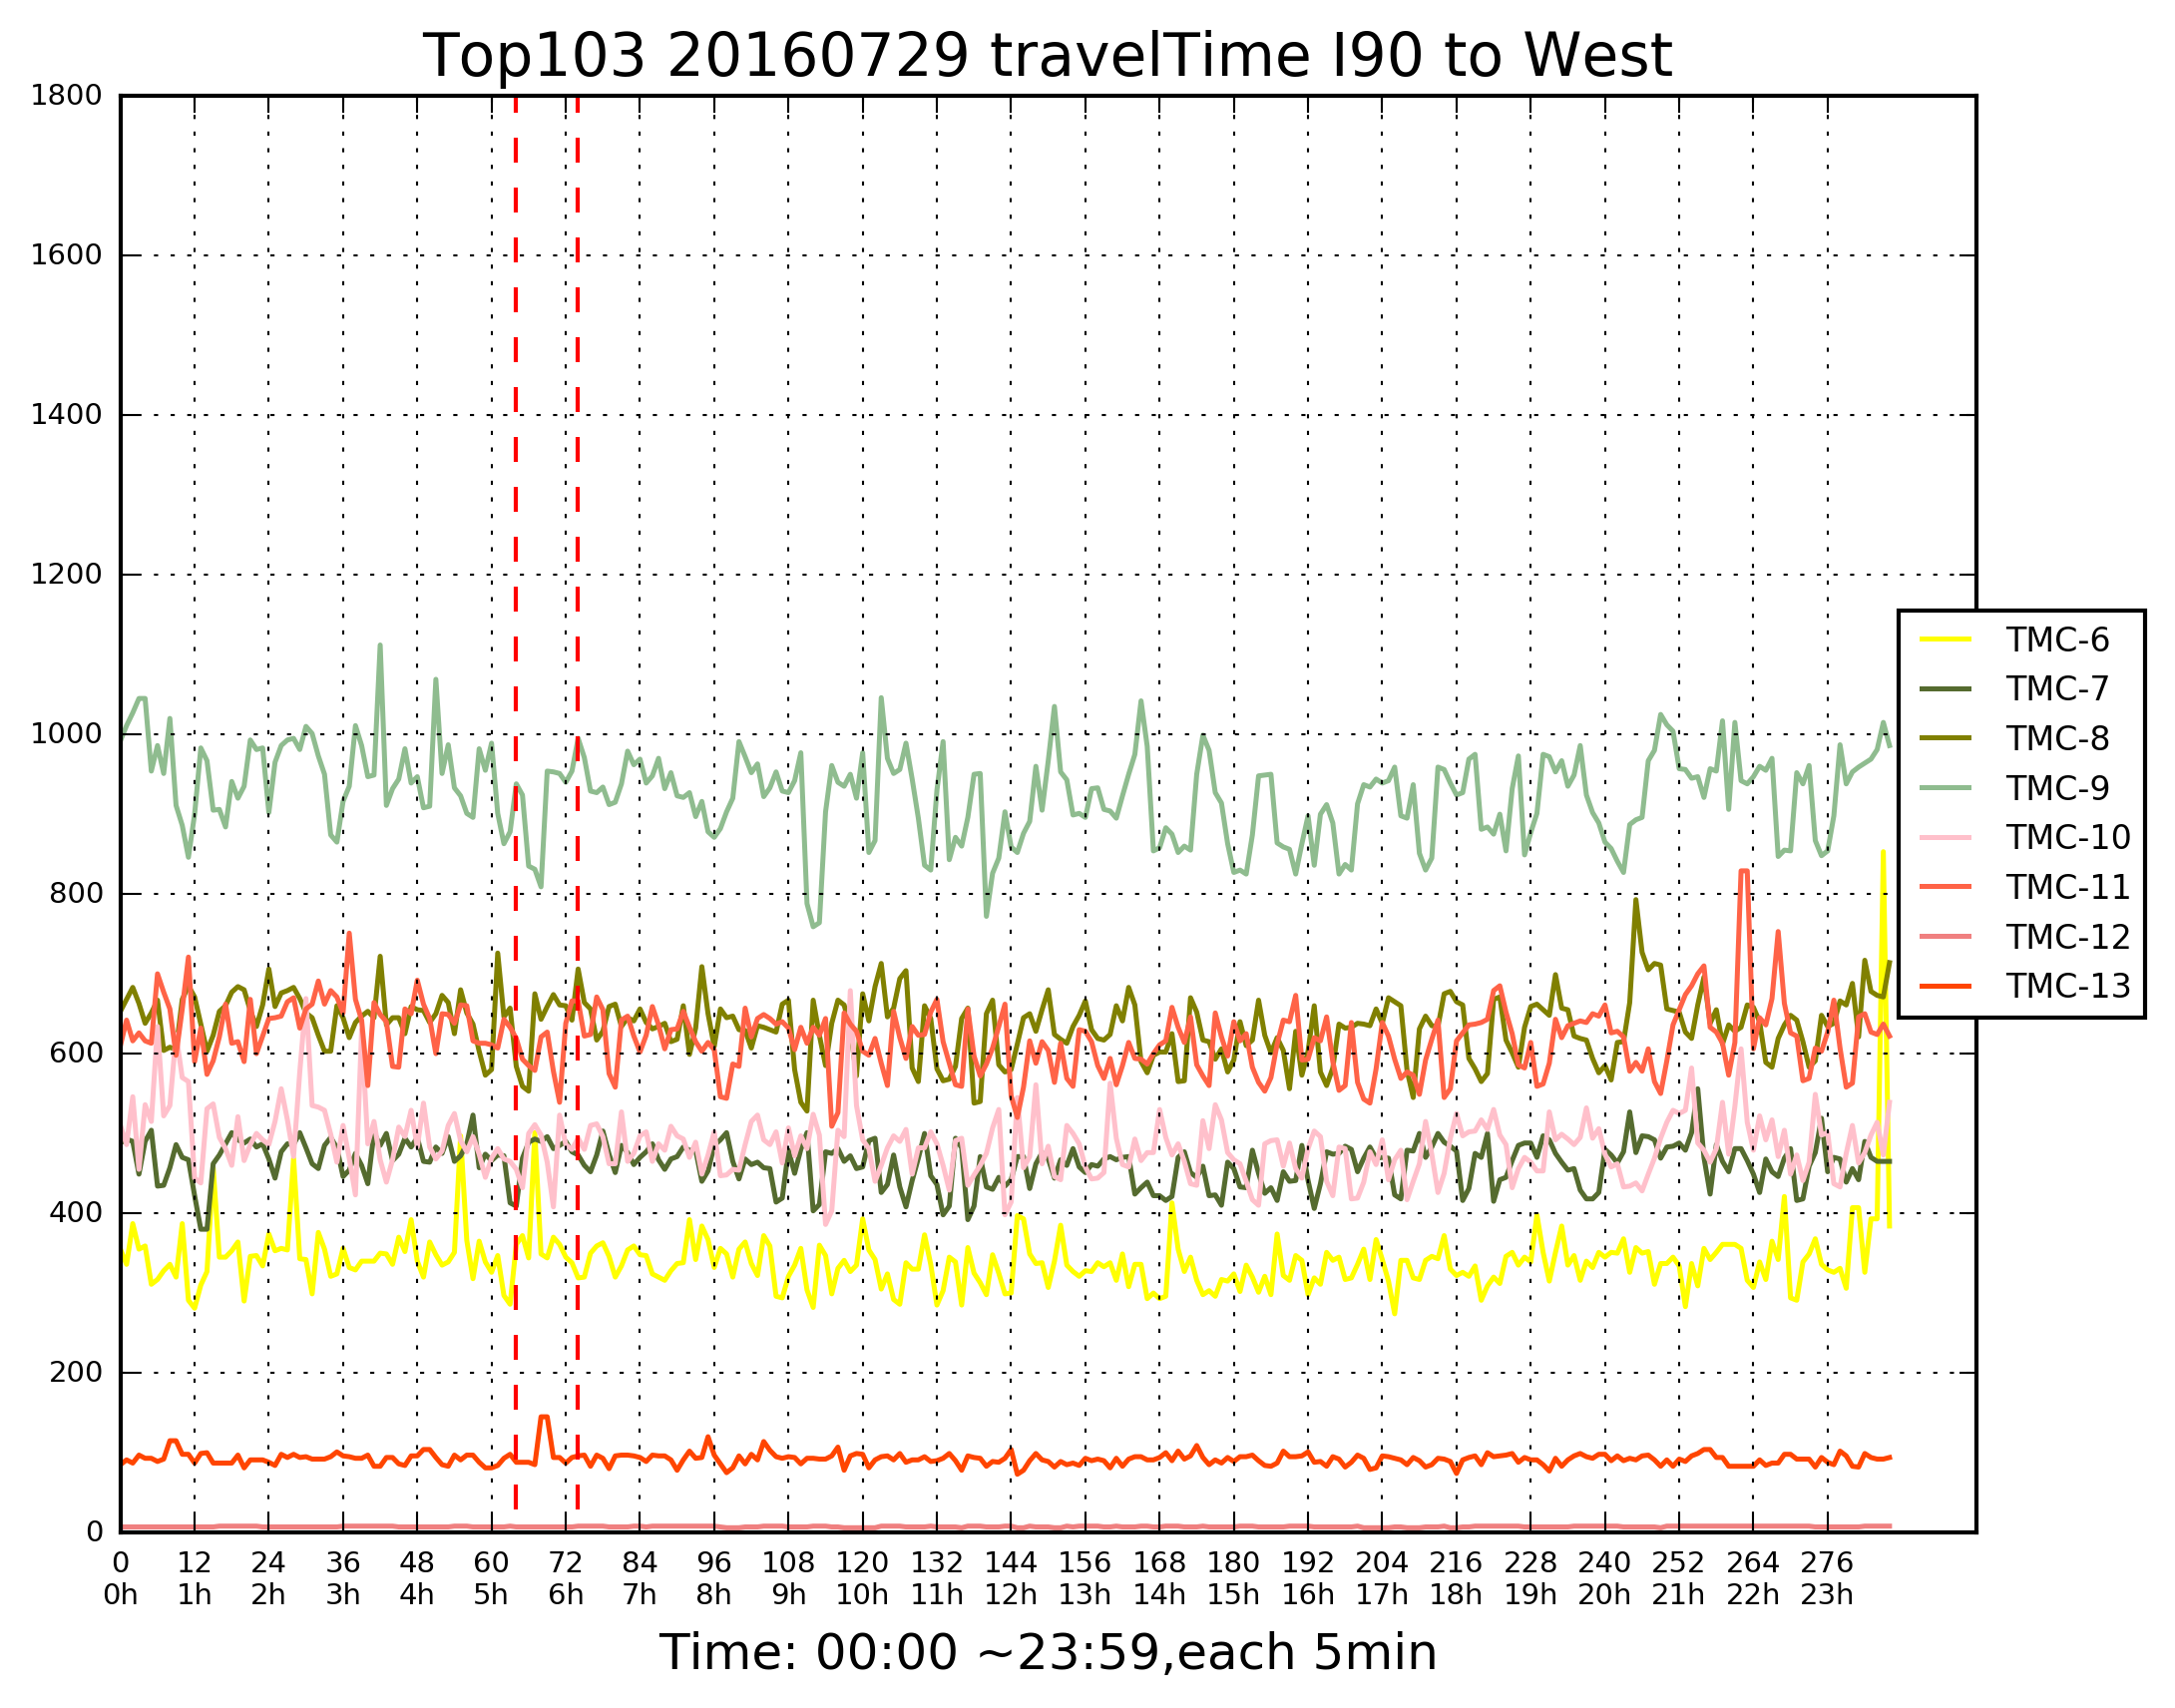 Top103 20160729 travelTime I90 to West
1800
1600
1400
1200
1000
800
600
400
200
0
TMC-6
TMC-7
TMC-8
TMC-9
TMC-10
TMC-11
TMC-12
TMC-13
0 12 24 36 48 60 72 84 96 108 120 132 144 156 168 180 192 204 216 228 240 252 264 276
0h 1h 2h 3h 4h 5h 6h 7h 8h 9h 10h 11h 12h 13h 14h 15h 16h 17h 18h 19h 20h 21h 22h 23h
Time: 00:00 ~23:59,each 5min